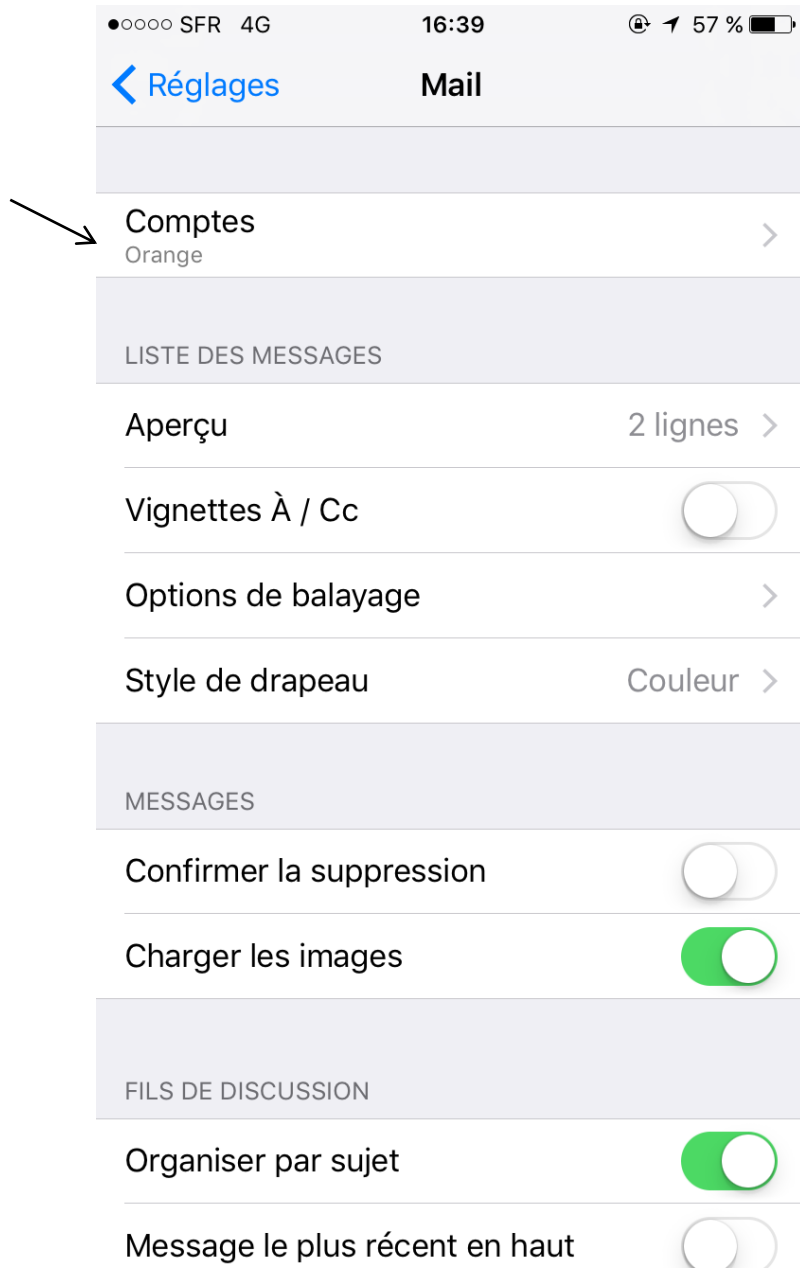 SFR 4G 16:39 57 %
Réglages Mail
Comptes
Orange
LISTE DES MESSAGES
Aperçu 2 lignes
Vignettes À / Cc
Options de balayage
Style de drapeau Couleur
MESSAGES
Confirmer la suppression
Charger les images
FILS DE DISCUSSION
Organiser par sujet
Message le plus récent en haut